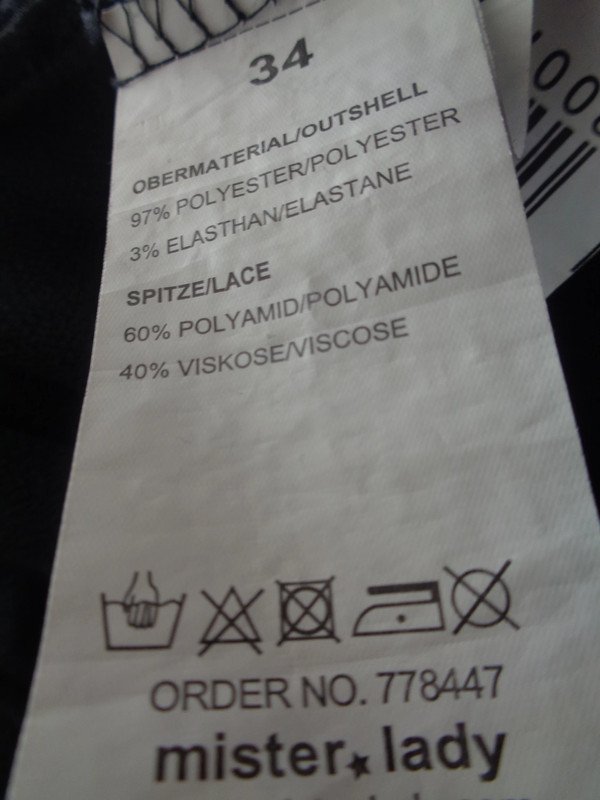 34
OBERMATERIAL/OUTSHELL
97% POLYESTER/POLYESTER
3% ELASTHAN/ELASTANE
SPITZE/LACE
60% POLYAMID/POLYAMIDE
40% VISKOSE/VISCOSE
ORDER NO. 778447
mister★lady